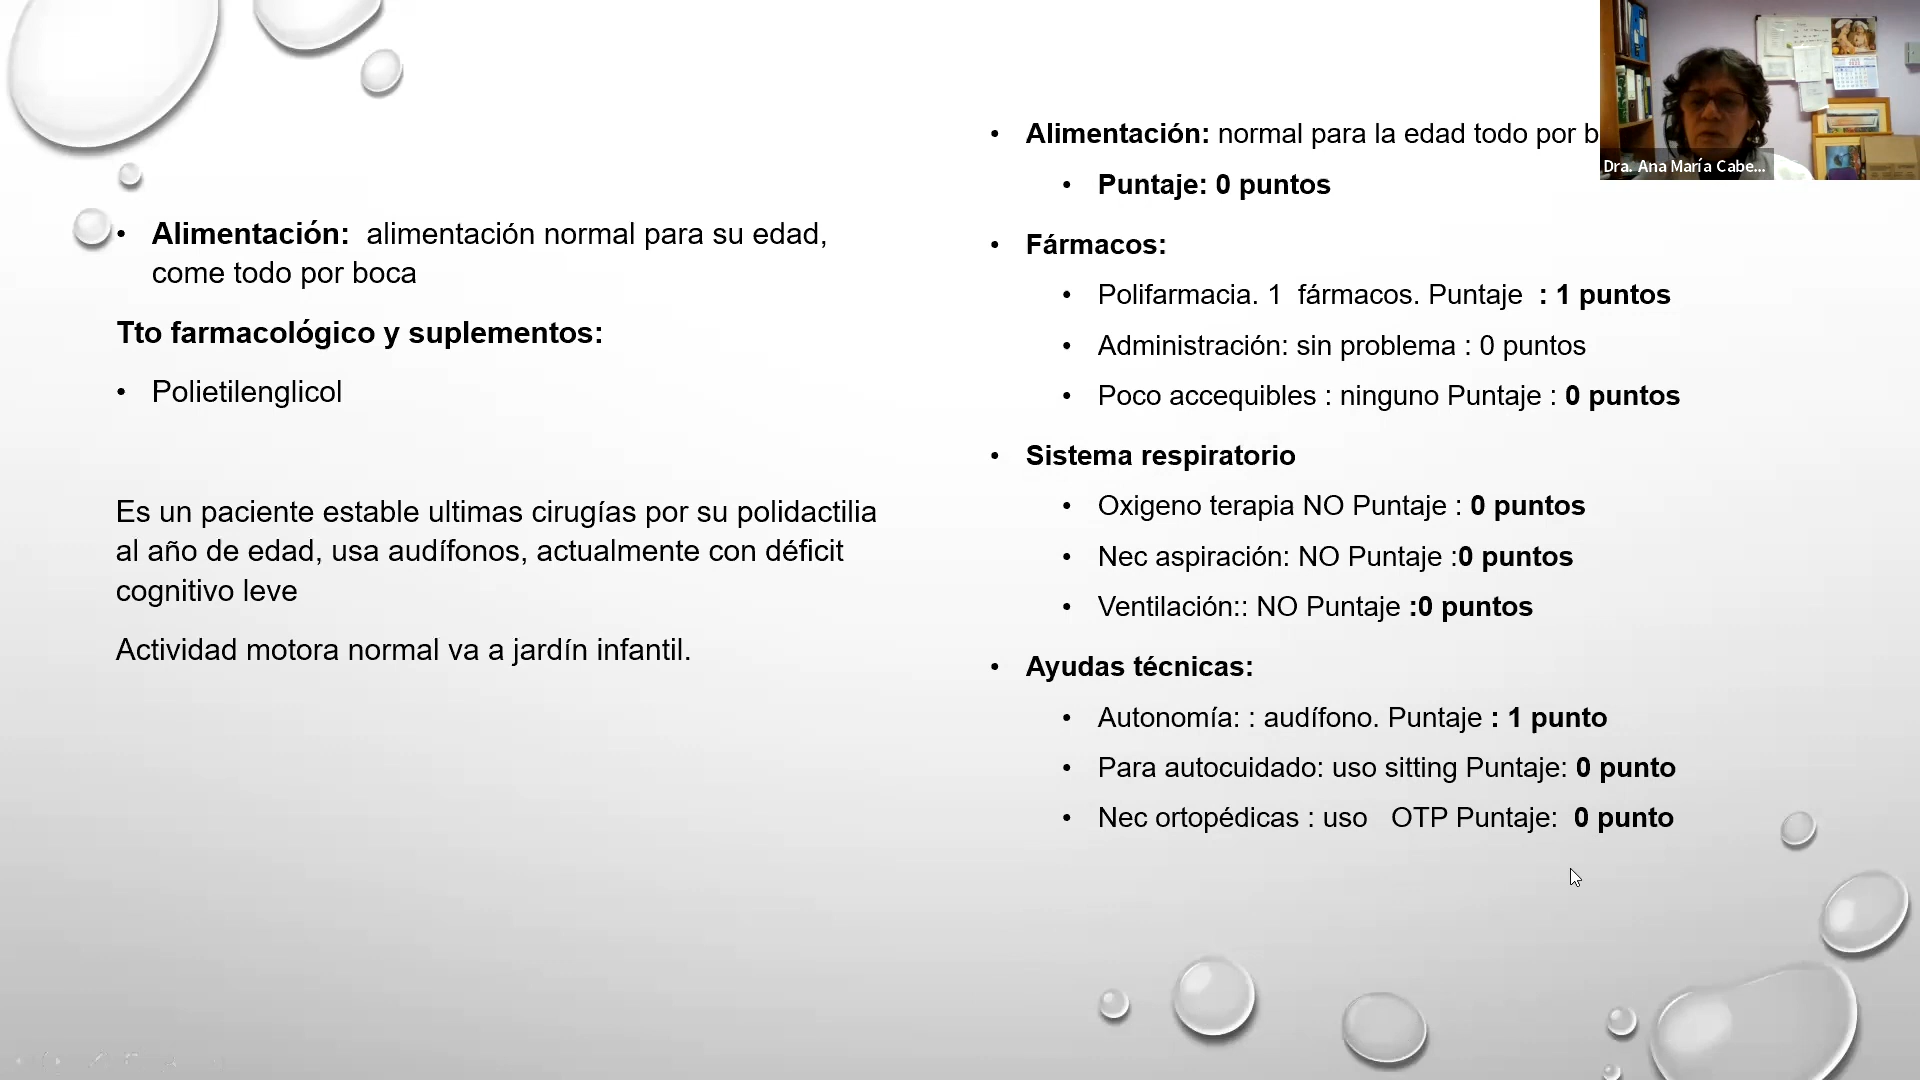 Alimentación: alimentación normal para su edad,
come todo por boca
Tto farmacológico y suplementos:
Polietilenglicol
Es un paciente estable ultimas cirugías por su polidactilia
al año de edad, usa audífonos, actualmente con déficit
cognitivo leve
Actividad motora normal va a jardín infantil.
Alimentación: normal para la edad todo por b
Puntaje: 0 puntos
Fármacos:
Polifarmacia. 1 fármacos. Puntaje : 1 puntos
Administración: sin problema : 0 puntos
Poco accequibles : ninguno Puntaje : 0 puntos
Sistema respiratorio
Oxigeno terapia NO Puntaje : 0 puntos
Nec aspiración: NO Puntaje :0 puntos
Ventilación:: NO Puntaje :0 puntos
Ayudas técnicas:
Autonomía: : audífono. Puntaje : 1 punto
Para autocuidado: uso sitting Puntaje: 0 punto
Nec ortopédicas : uso OTP Puntaje: 0 punto
Dra. Ana María Cabe...